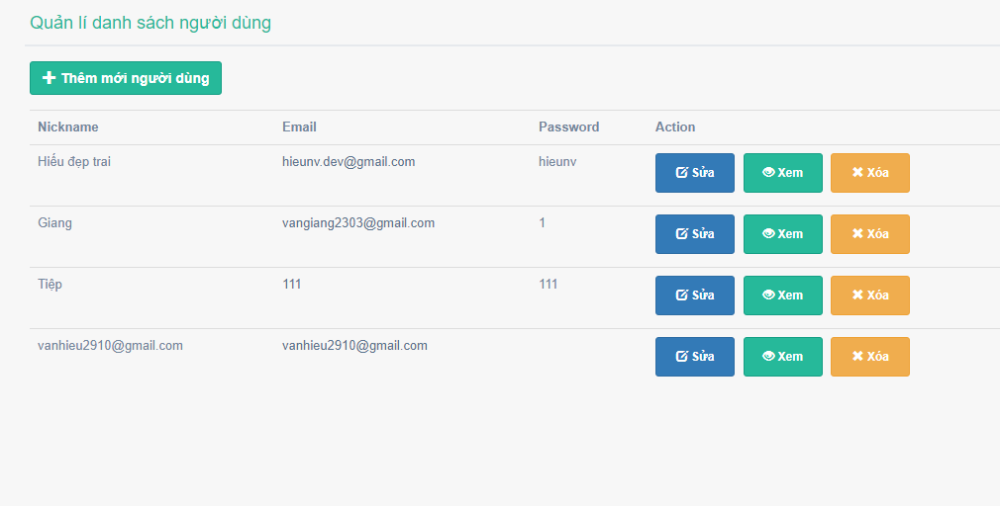 Quản lí danh sách người dùng
Thêm mới người dùng
Nickname Email Password Action
Hiếu đẹp trai hieunv.dev@gmail.com hieunv Sửa Xem Xóa
Giang vangiang2303@gmail.com 1 Sửa Xem Xóa
Tiệp 111 111 Sửa Xem Xóa
vanhieu2910@gmail.com vanhieu2910@gmail.com Sửa Xem Xóa